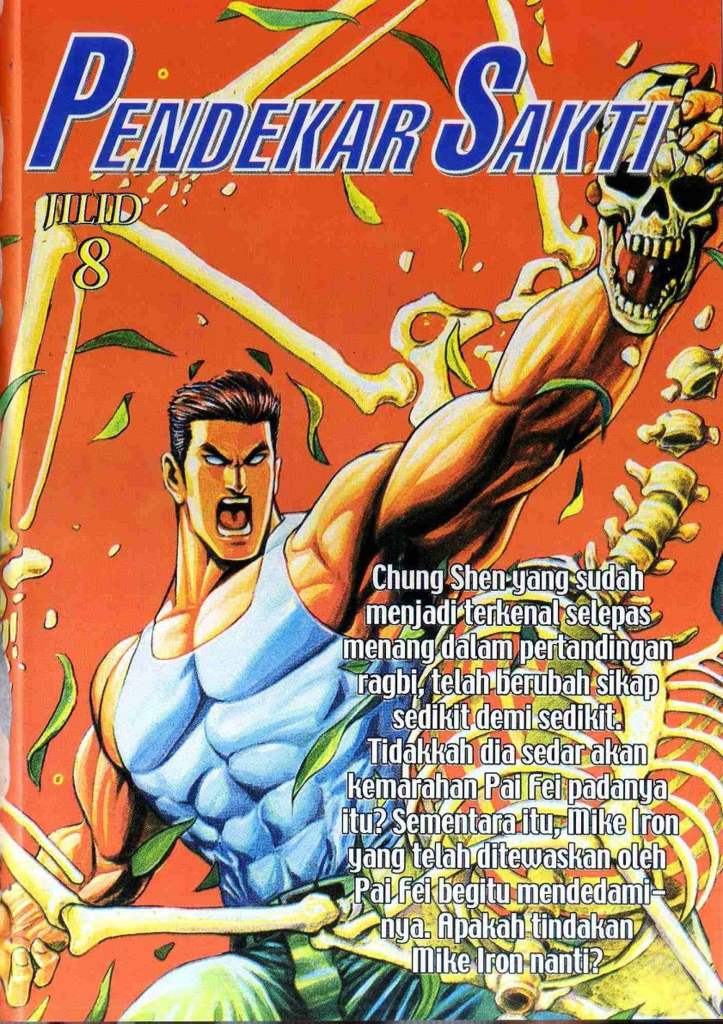 PENDEKAR SAKTI
JILID
8
Chung Shen yang sudah
menjadi terkenal selepas
menang dalam pertandingan
ragbi, telah berubah sikap
sedikit demi sedikit.
Tidakkah dia sedar akan
kemarahan Pai Fei padanya
itu? Sementara itu, Mike Iron
yang telah ditewaskan oleh
Pai Fei begitu mendedami-
nya. Apakah tindakan
Mike Iron nanti?